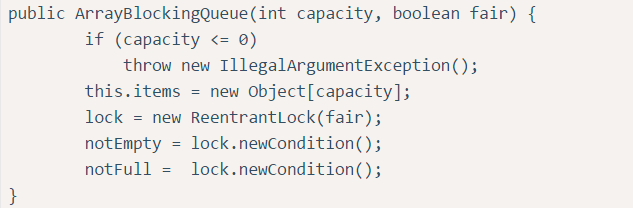 public ArrayBlockingQueue(int capacity, boolean fair) {
        if (capacity <= 0)
            throw new IllegalArgumentException();
        this.items = new Object[capacity];
        lock = new ReentrantLock(fair);
        notEmpty = lock.newCondition();
        notFull =  lock.newCondition();
}